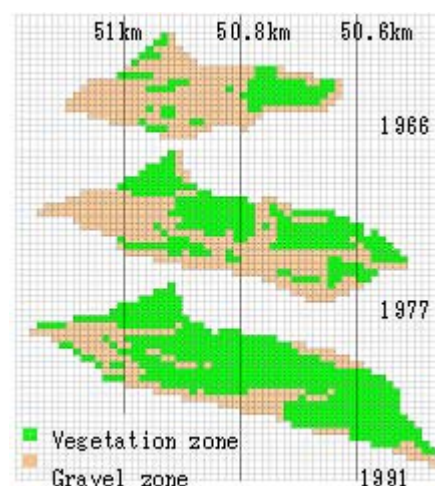 51km 50.8km 50.6km
1966
1977
Vegetation zone
Gravel zone 1991